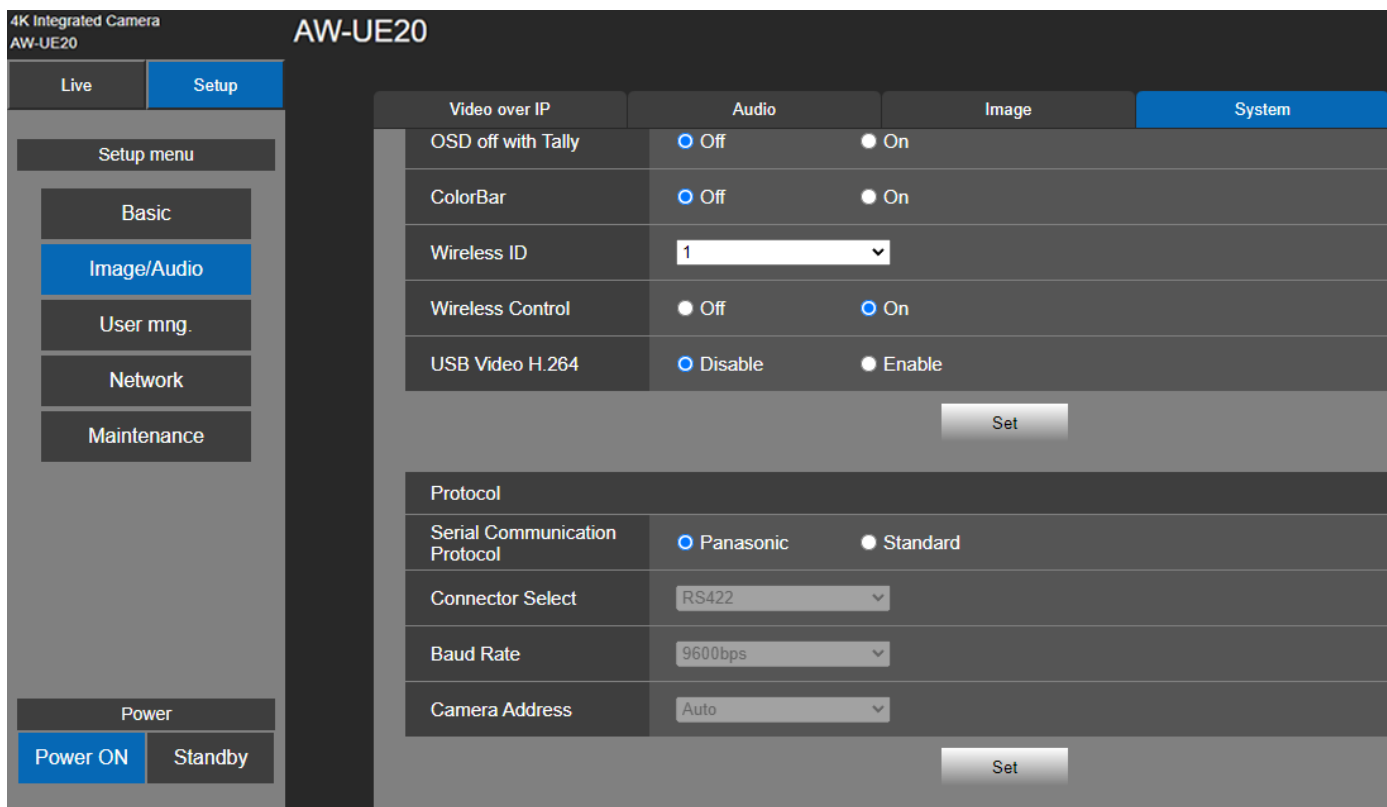 4K Integrated Camera
AW-UE20
AW-UE20
Live Setup
Setup menu
Basic
Image/Audio
User mng.
Network
Maintenance
Power
Power ON Standby
Video over IP Audio Image System
OSD off with Tally Off On
ColorBar Off On
Wireless ID 1
Wireless Control Off On
USB Video H.264 Disable Enable
Set
Protocol
Serial Communication
Protocol Panasonic Standard
Connector Select RS422
Baud Rate 9600bps
Camera Address Auto
Set